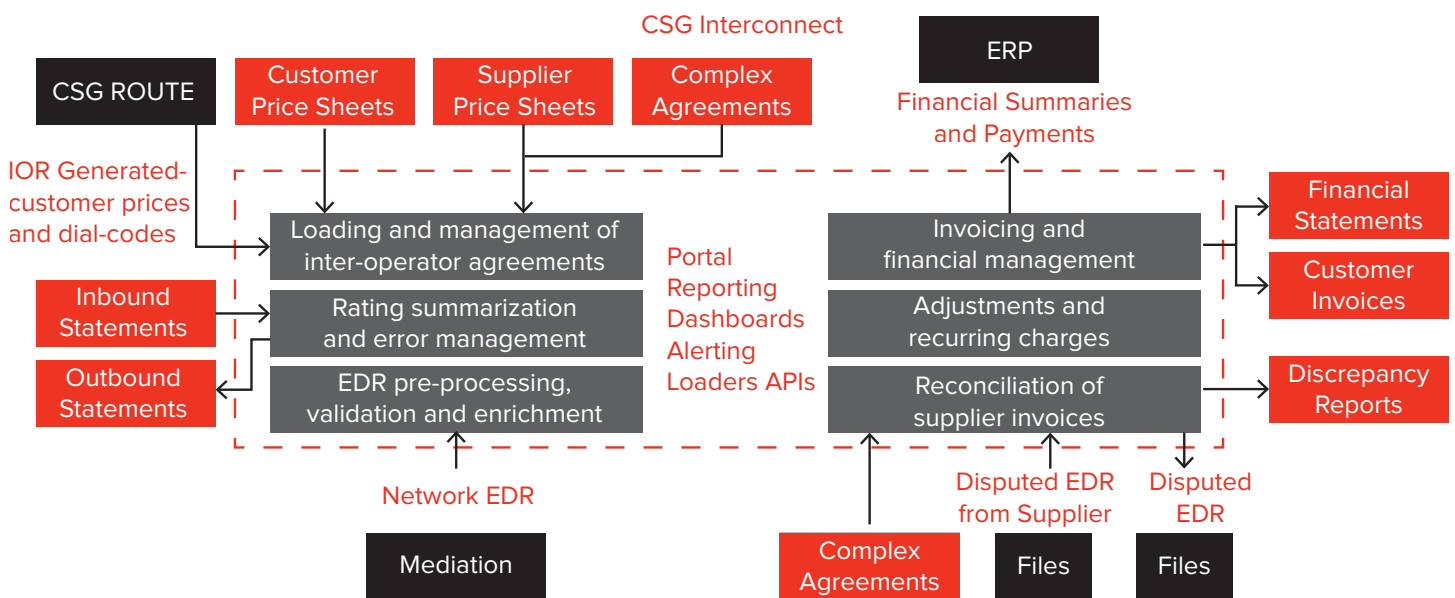 CSG Interconnect
CSG ROUTE
Customer
Price Sheets
Supplier
Price Sheets
Complex
Agreements
ERP
Financial Summaries
and Payments
IOR Generated-
customer prices
and dial-codes
Loading and management of
inter-operator agreements
Rating summarization
and error management
EDR pre-processing,
validation and enrichment
Inbound
Statements
Outbound
Statements
Portal
Reporting
Dashboards
Alerting
Loaders APIs
Invoicing and
financial management
Adjustments and
recurring charges
Reconciliation of
supplier invoices
Financial
Statements
Customer
Invoices
Discrepancy
Reports
Network EDR
Mediation
Complex
Agreements
Disputed EDR
from Supplier
Files
Disputed
EDR
Files